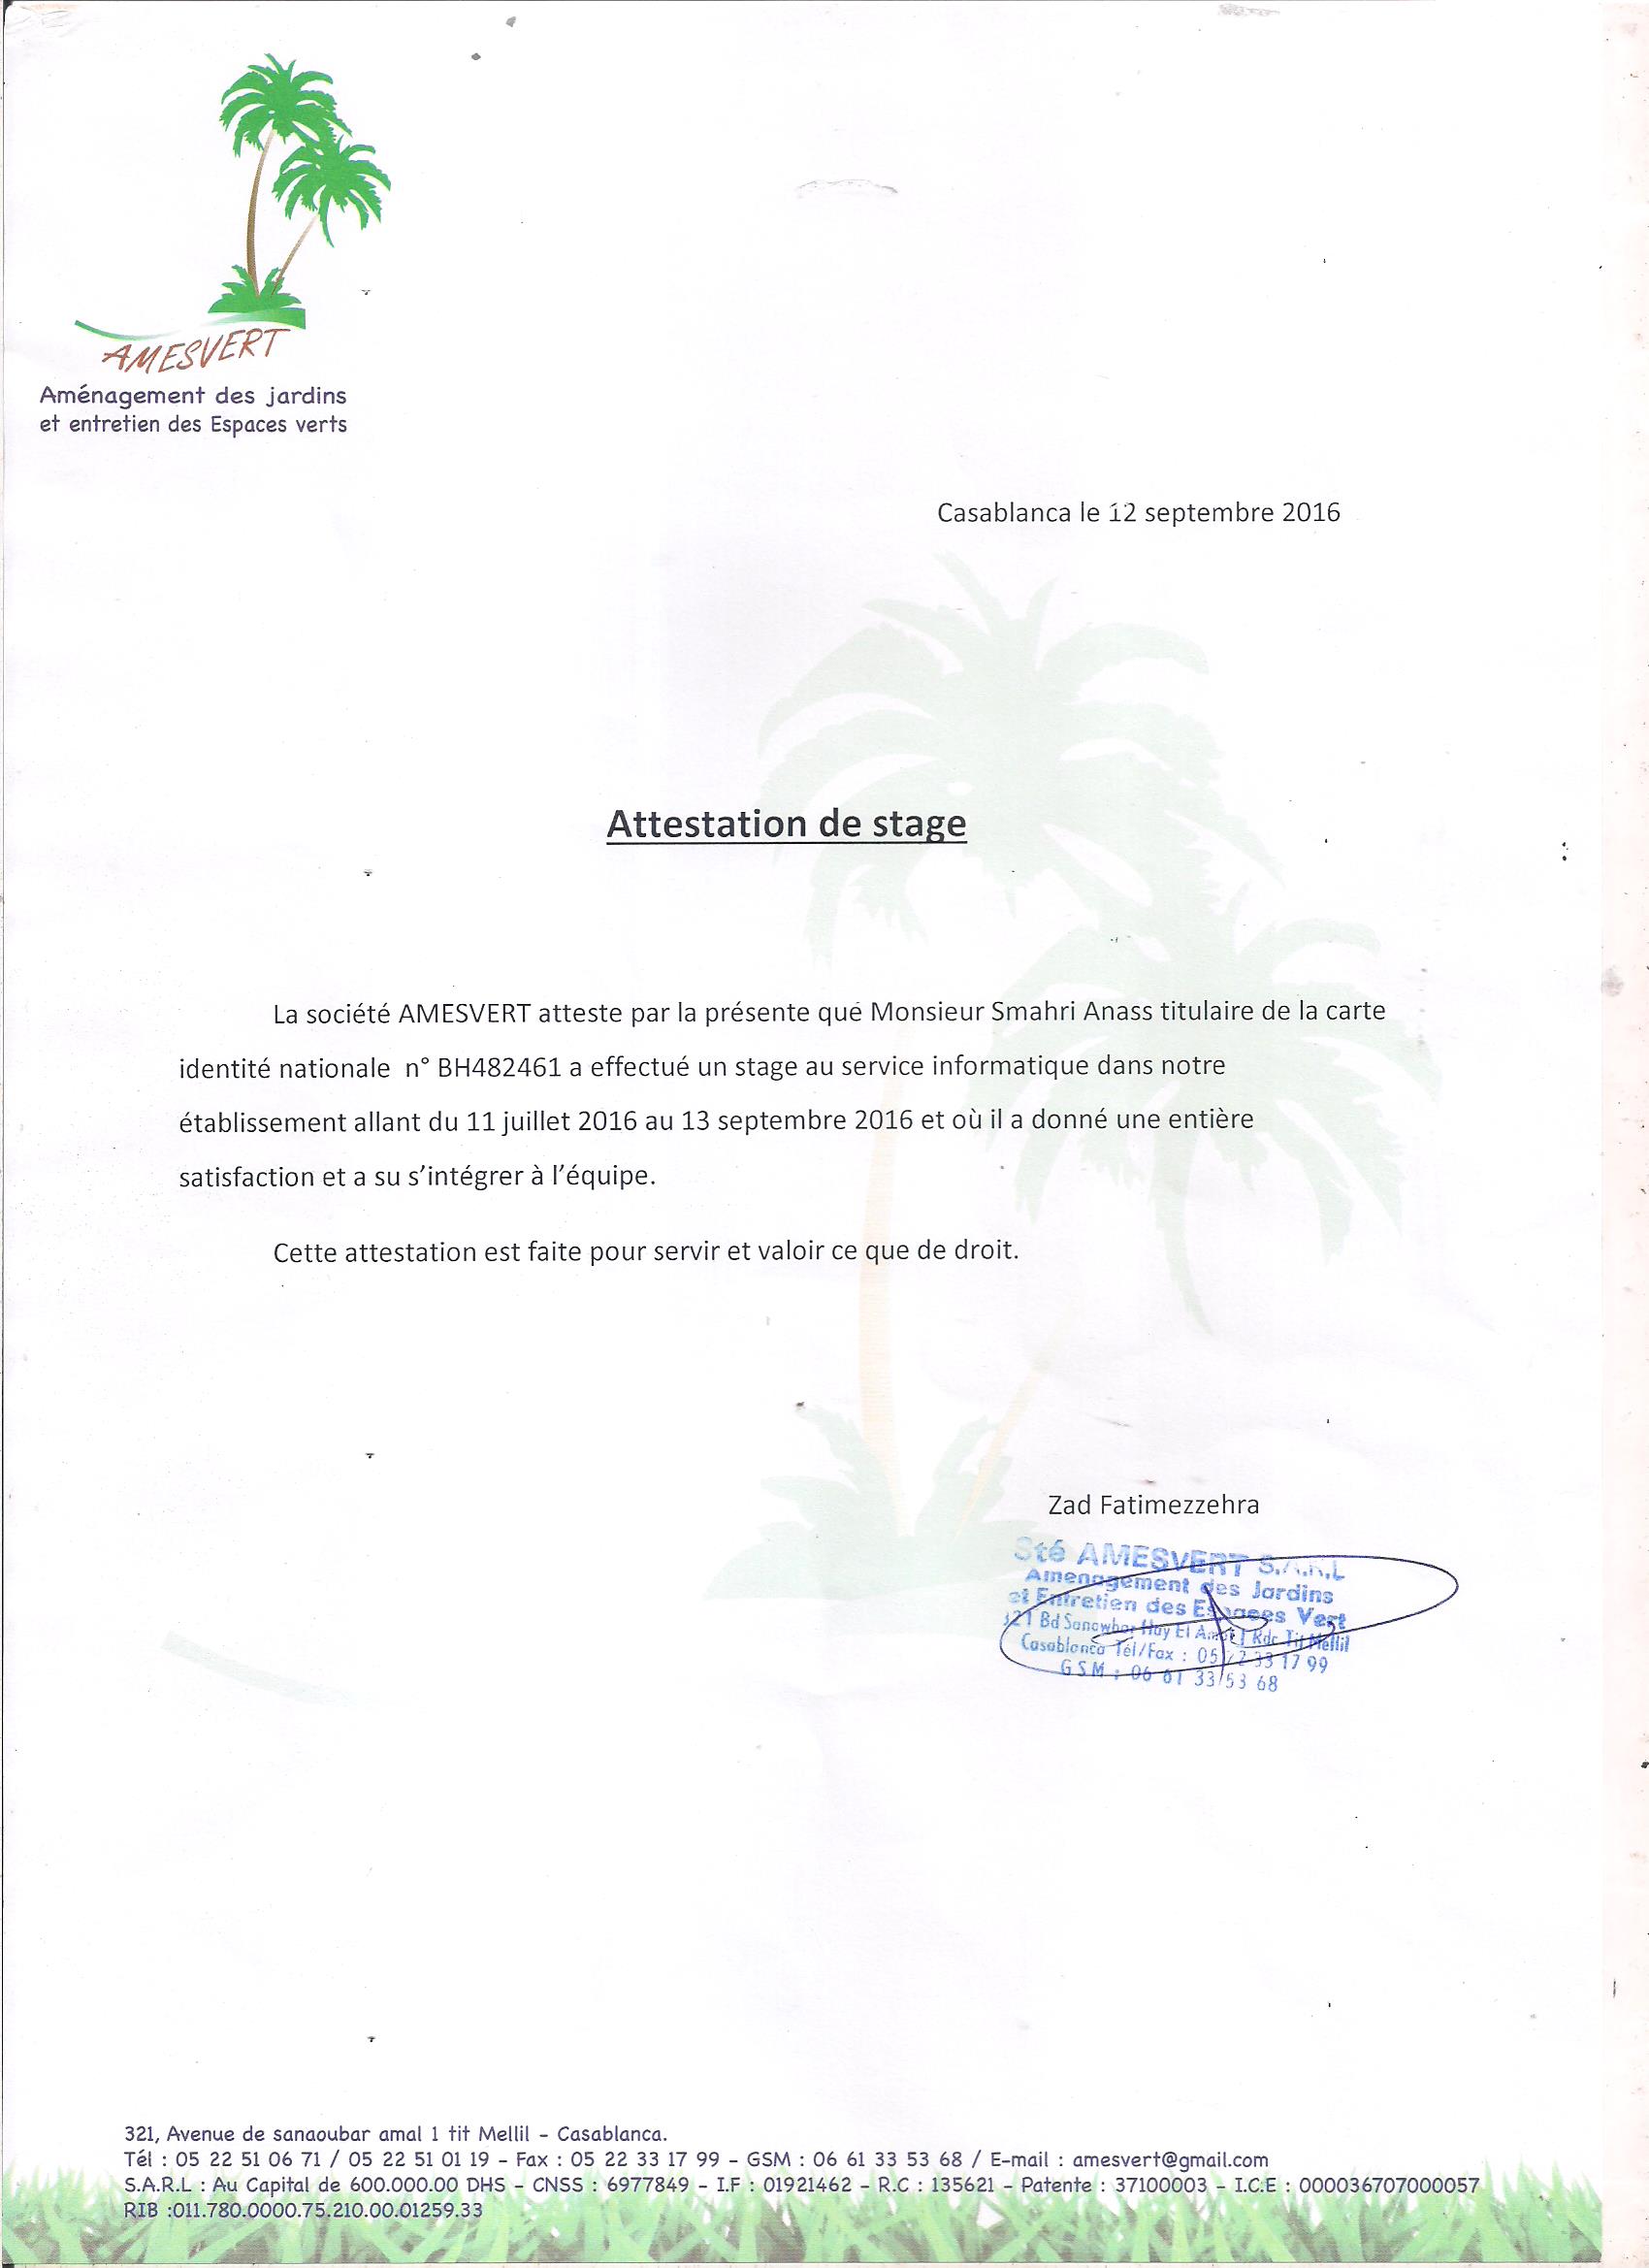 AMESVERT
Aménagement des jardins
et entretien des Espaces verts
Casablanca le 12 septembre 2016
Attestation de stage
La société AMESVERT atteste par la présente que Monsieur Smahri Anass titulaire de la carte
identité nationale n° BH482461 a effectué un stage au service informatique dans notre
établissement allant du 11 juillet 2016 au 13 septembre 2016 et où il a donné une entière
satisfaction et a su s'intégrer à l'équipe.
Cette attestation est faite pour servir et valoir ce que de droit.
Zad Fatimezzehra
Sté AMESVERT S.A.R.L
Amenagement des Jardins
et Entretien des Espaces Vert
321 Bd Sanawbar Hay El Amal 1 Rdc Tit Mellil
Casablanca Tél/Fax : 05 22 33 17 99
GSM : 06 61 33 53 68
321, Avenue de sanaoubar amal 1 tit Mellil - Casablanca.
Tél : 05 22 51 06 71 / 05 22 51 01 19 - Fax : 05 22 33 17 99 - GSM : 06 61 33 53 68 / E-mail : amesvert@gmail.com
S.A.R.L : Au Capital de 600.000.00 DHS - CNSS : 6977849 - I.F : 01921462 - R.C : 135621 - Patente : 37100003 - I.C.E : 000036707000057
RIB :011.780.0000.75.210.00.01259.33